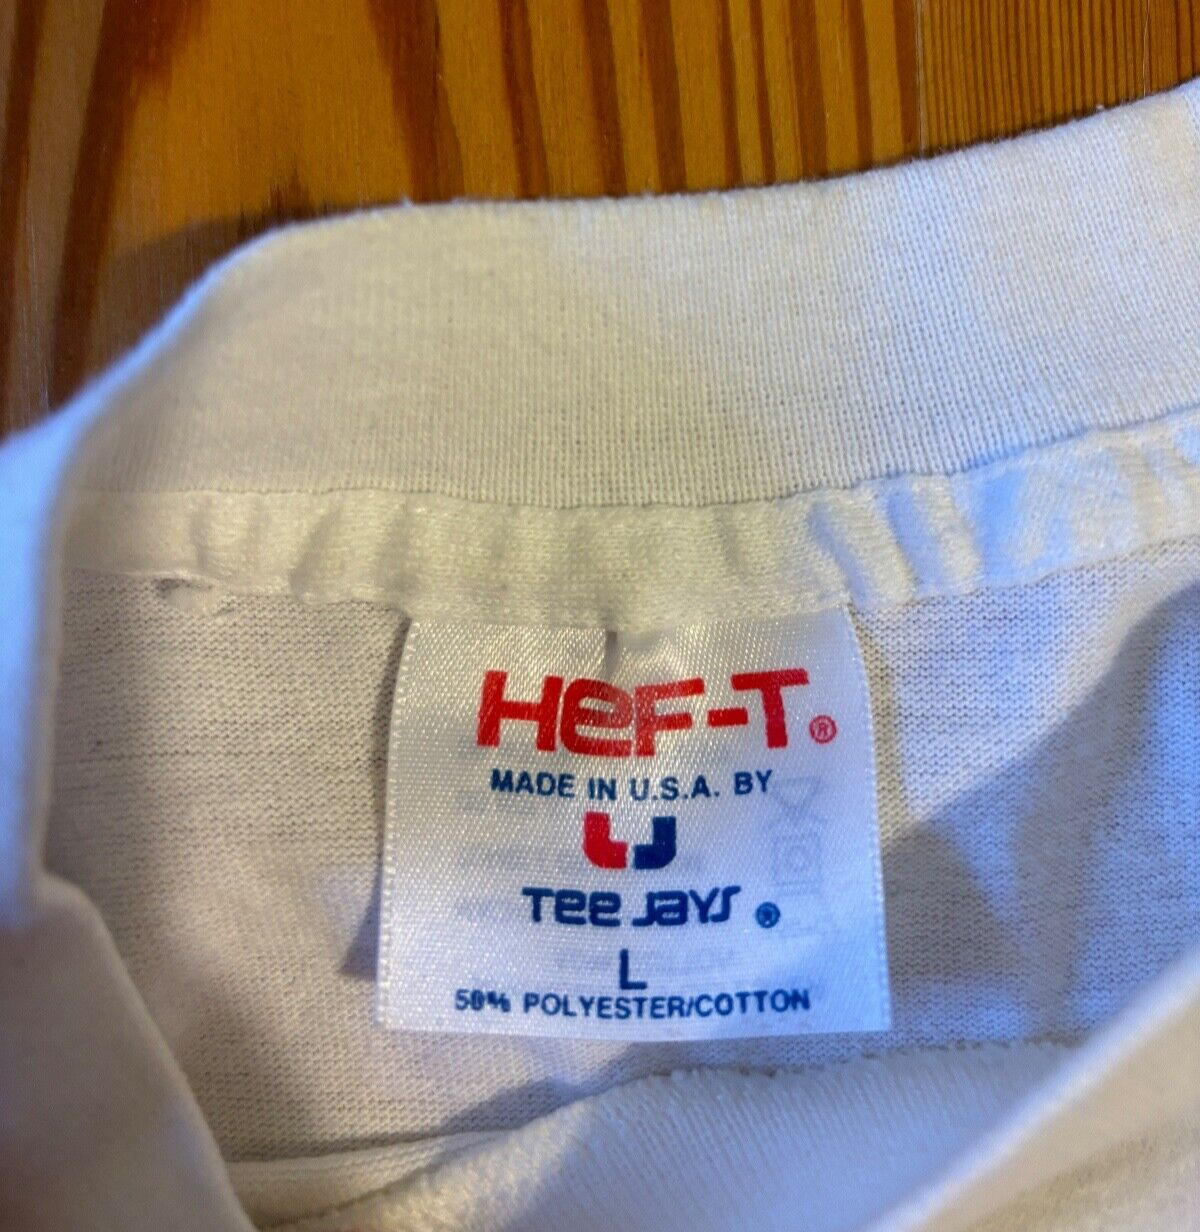 HeF-T®
MADE IN U.S.A. BY
Tee Jays ®
L
50% POLYESTER/COTTON